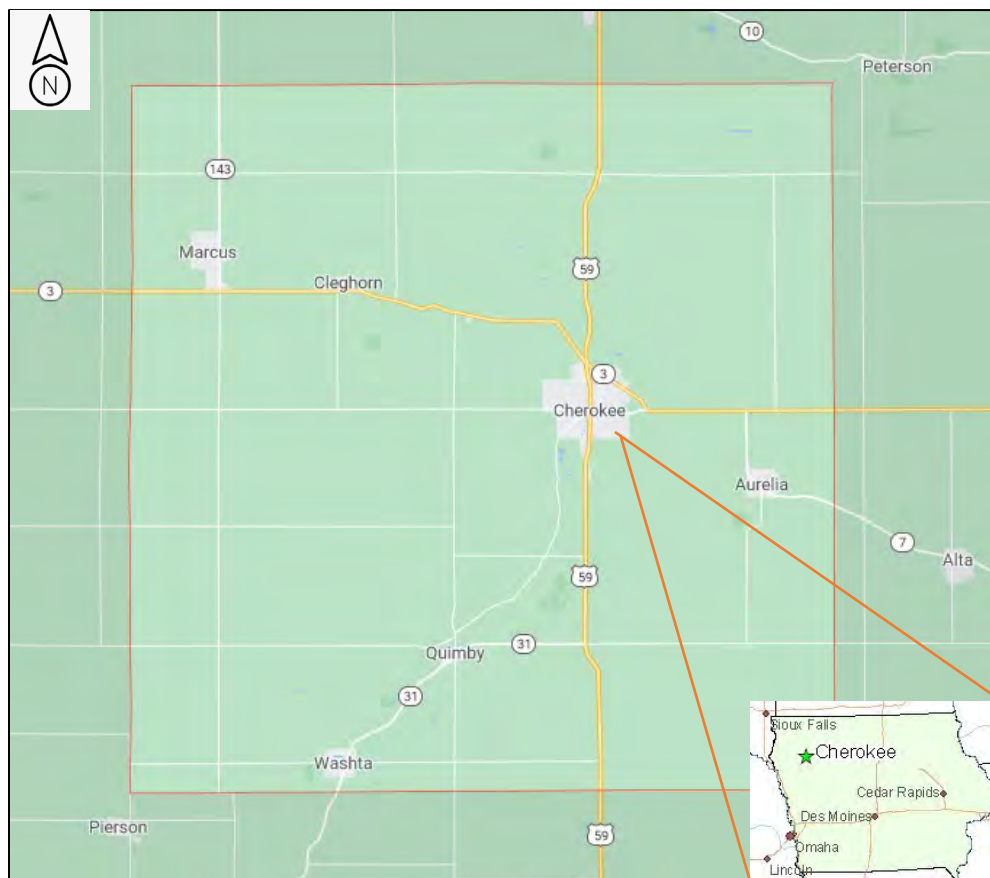 N
10
Peterson
143
Marcus
59
Cleghorn
3
3
Cherokee
Aurelia
7
Alta
59
31
Quimby
31
Sioux Falls
Cherokee
Washta
Cedar Rapids
Des Moines
Pierson
59
Omaha
Lincoln